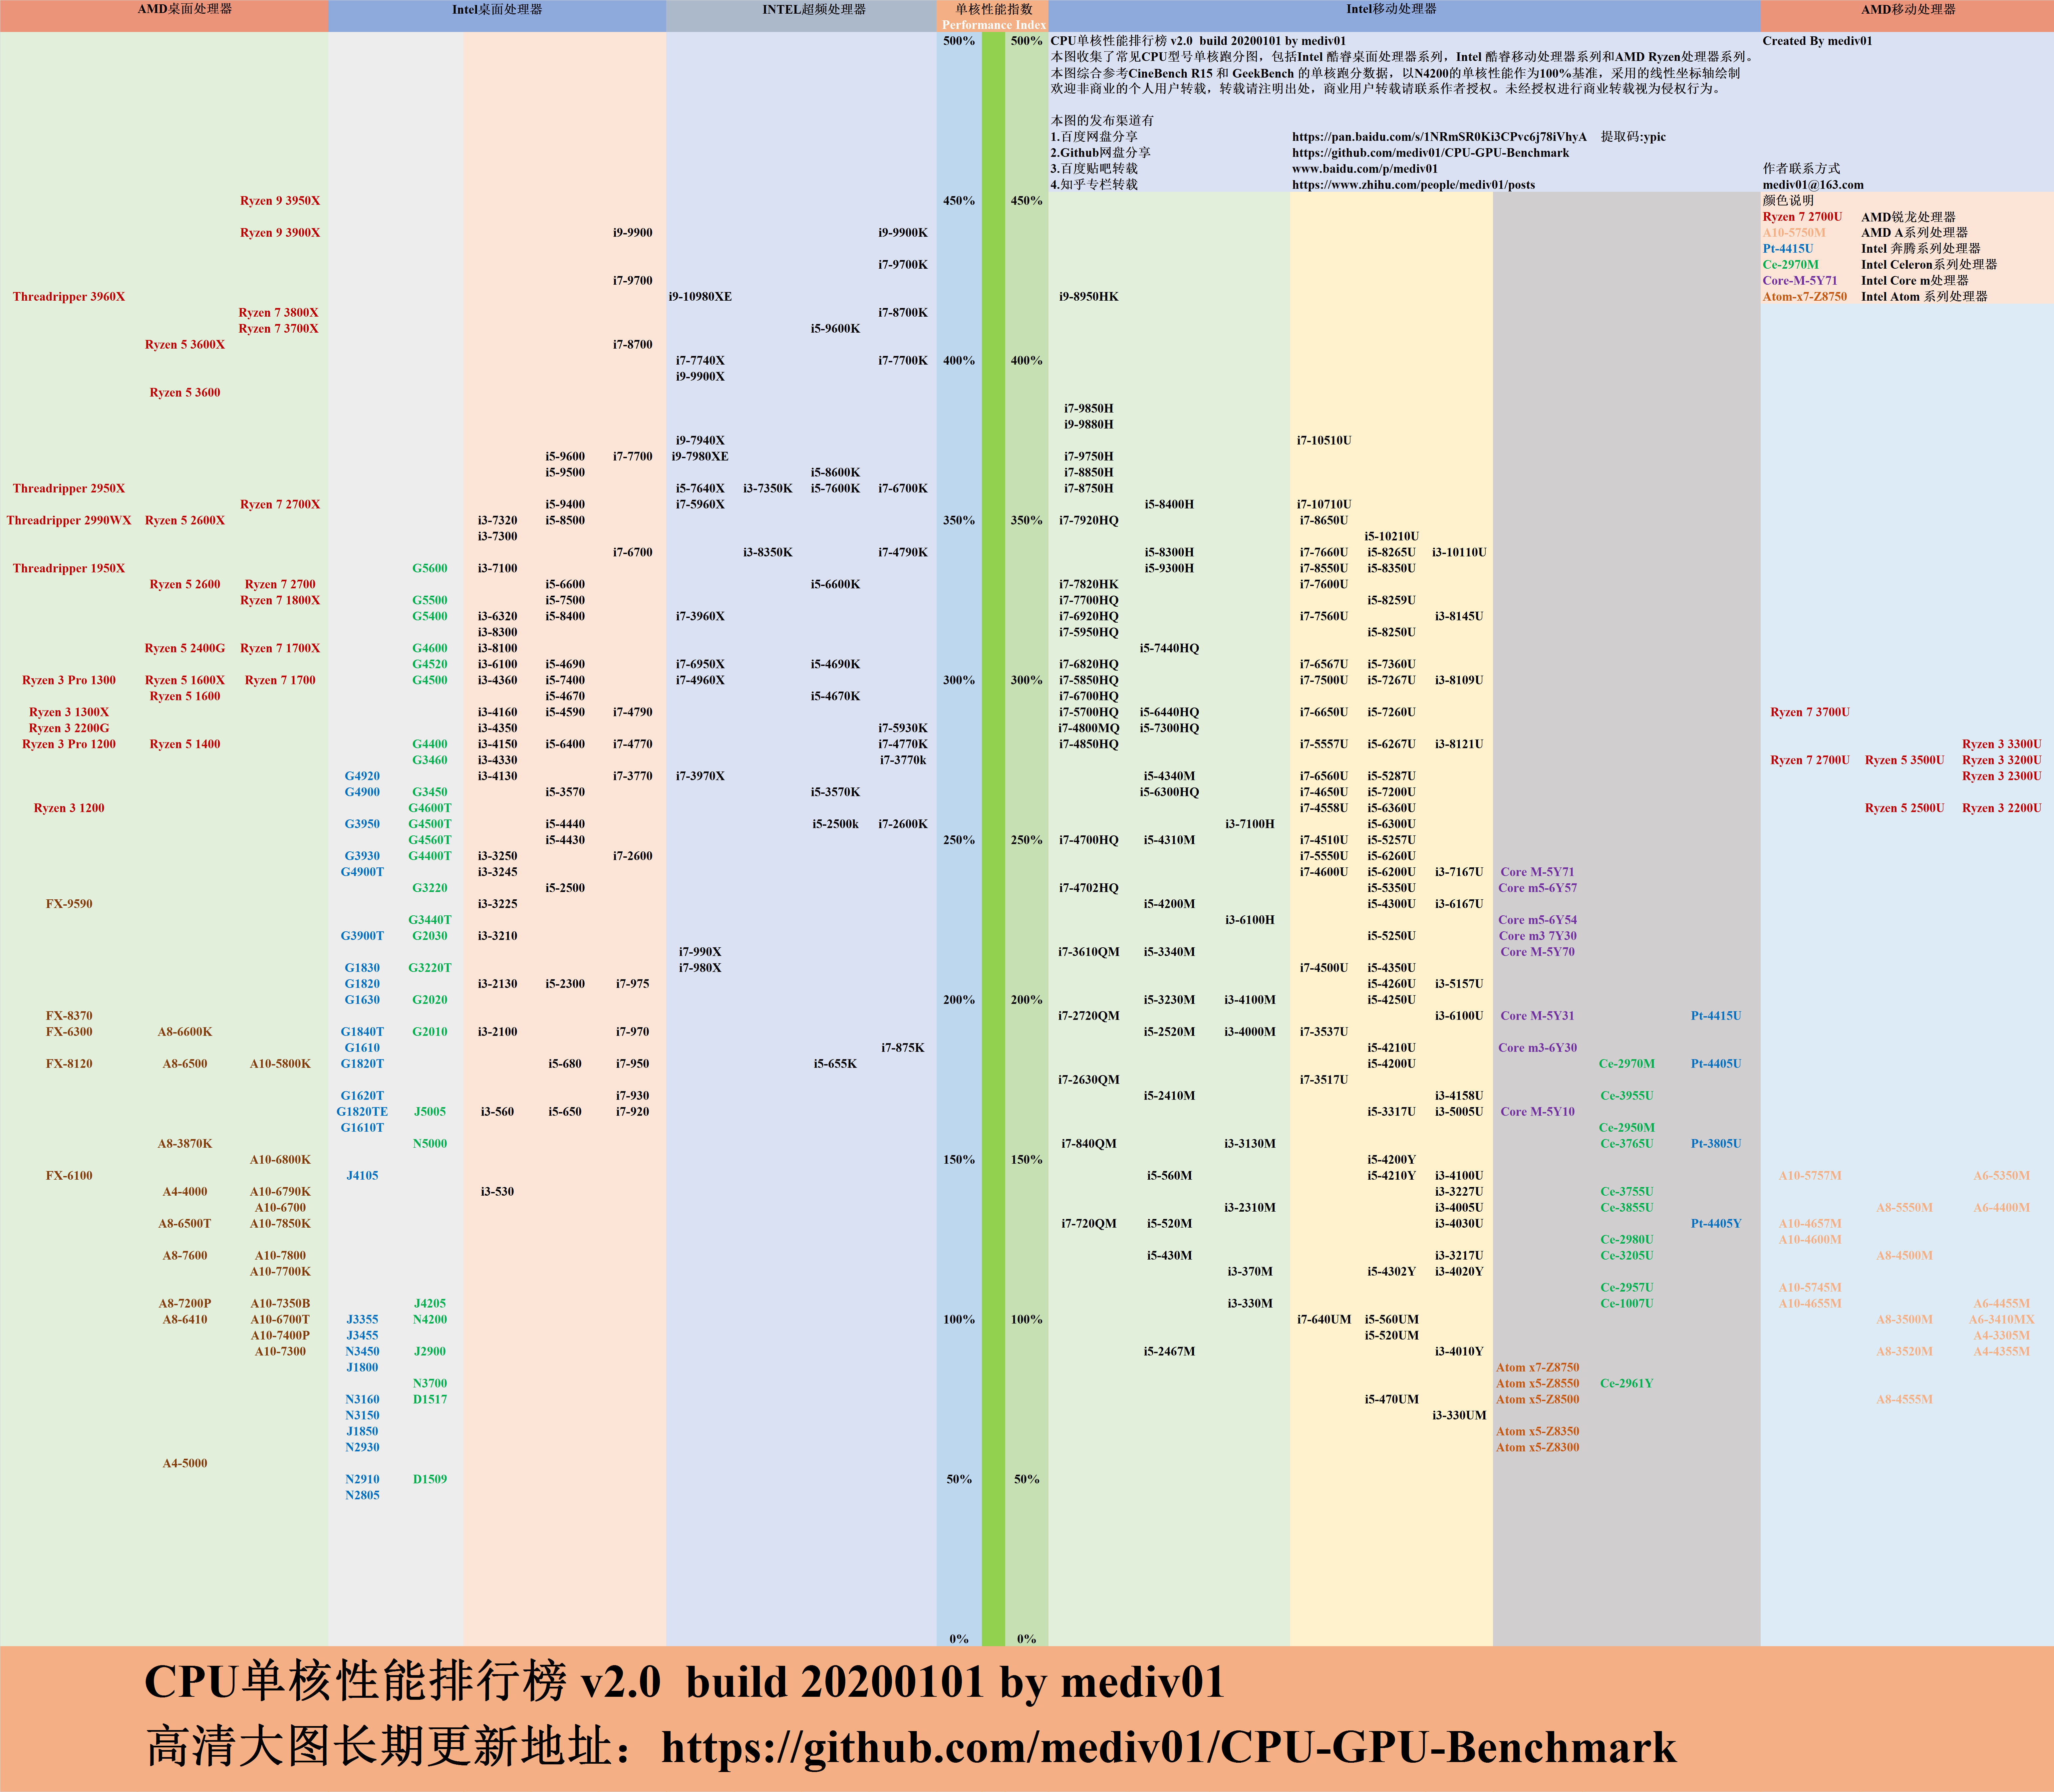 AMD桌面处理器 Intel桌面处理器 INTEL超频处理器 单核性能指数 Intel移动处理器 AMD移动处理器
Performance Index
500% 500% CPU单核性能排行榜 v2.0 build 20200101 by mediv01 Created By mediv01
本图收集了常见CPU型号单核跑分图，包括Intel 酷睿桌面处理器系列，Intel 酷睿移动处理器系列和AMD Ryzen处理器系列。
本图综合参考CineBench R15 和 GeekBench 的单核跑分数据，以N4200的单核性能作为100%基准，采用的线性坐标轴绘制
欢迎非商业的个人用户转载，转载请注明出处，商业用户转载请联系作者授权。未经授权进行商业转载视为侵权行为。
本图的发布渠道有
1.百度网盘分享 https://pan.baidu.com/s/1NRmSR0Ki3CPvc6j78iVhyA 提取码:ypic
2.Github网盘分享 https://github.com/mediv01/CPU-GPU-Benchmark
3.百度贴吧转载 www.baidu.com/p/mediv01 作者联系方式
4.知乎专栏转载 https://www.zhihu.com/people/mediv01/posts mediv01@163.com
Ryzen 9 3950X 450% 450% 颜色说明
Ryzen 7 2700U AMD锐龙处理器
Ryzen 9 3900X i9-9900 i9-9900K A10-5750M AMD A系列处理器
Pt-4415U Intel 奔腾系列处理器
i7-9700K Ce-2970M Intel Celeron系列处理器
i7-9700 Core-M-5Y71 Intel Core m处理器
Threadripper 3960X i9-10980XE i9-8950HK Atom-x7-Z8750 Intel Atom 系列处理器
Ryzen 7 3800X i7-8700K
Ryzen 7 3700X i5-9600K
Ryzen 5 3600X i7-8700
i7-7740X i7-7700K 400% 400%
i9-9900X
Ryzen 5 3600
i7-9850H
i9-9880H
i9-7940X i7-10510U
i5-9600 i7-7700 i9-7980XE i7-9750H
i5-9500 i5-8600K i7-8850H
Threadripper 2950X i5-7640X i3-7350K i5-7600K i7-6700K i7-8750H
Ryzen 7 2700X i5-9400 i7-5960X i5-8400H i7-10710U
Threadripper 2990WX Ryzen 5 2600X i3-7320 i5-8500 350% 350% i7-7920HQ i7-8650U
i3-7300 i5-10210U
i7-6700 i3-8350K i7-4790K i5-8300H i7-7660U i5-8265U i3-10110U
Threadripper 1950X G5600 i3-7100 i5-9300H i7-8550U i5-8350U
Ryzen 5 2600 Ryzen 7 2700 i5-6600 i5-6600K i7-7820HK i7-7600U
Ryzen 7 1800X G5500 i5-7500 i7-7700HQ i5-8259U
G5400 i3-6320 i5-8400 i7-3960X i7-6920HQ i7-7560U i3-8145U
i3-8300 i7-5950HQ i5-8250U
Ryzen 5 2400G Ryzen 7 1700X G4600 i3-8100 i5-7440HQ
G4520 i3-6100 i5-4690 i7-6950X i5-4690K i7-6820HQ i7-6567U i5-7360U
Ryzen 3 Pro 1300 Ryzen 5 1600X Ryzen 7 1700 G4500 i3-4360 i5-7400 i7-4960X 300% 300% i7-5850HQ i7-7500U i5-7267U i3-8109U
Ryzen 5 1600 i5-4670 i5-4670K i7-6700HQ
Ryzen 3 1300X i3-4160 i5-4590 i7-4790 i7-5700HQ i5-6440HQ i7-6650U i5-7260U Ryzen 7 3700U
Ryzen 3 2200G i3-4350 i7-5930K i7-4800MQ i5-7300HQ
Ryzen 3 Pro 1200 Ryzen 5 1400 G4400 i3-4150 i5-6400 i7-4770 i7-4770K i7-4850HQ i7-5557U i5-6267U i3-8121U Ryzen 3 3300U
G3460 i3-4330 i7-3770k Ryzen 7 2700U Ryzen 5 3500U Ryzen 3 3200U
G4920 i3-4130 i7-3770 i7-3970X i5-4340M i7-6560U i5-5287U Ryzen 3 2300U
G4900 G3450 i5-3570 i5-3570K i5-6300HQ i7-4650U i5-7200U
Ryzen 3 1200 G4600T i7-4558U i5-6360U Ryzen 5 2500U Ryzen 3 2200U
G3950 G4500T i5-4440 i5-2500k i7-2600K i3-7100H i5-6300U
G4560T i5-4430 250% 250% i7-4700HQ i5-4310M i7-4510U i5-5257U
G3930 G4400T i3-3250 i7-2600 i7-5550U i5-6260U
G4900T i3-3245 i7-4600U i5-6200U i3-7167U Core M-5Y71
G3220 i5-2500 i7-4702HQ i5-5350U Core m5-6Y57
FX-9590 i3-3225 i5-4200M i5-4300U i3-6167U
G3440T i3-6100H Core m5-6Y54
G3900T G2030 i3-3210 i5-5250U Core m3 7Y30
i7-990X i7-3610QM i5-3340M Core M-5Y70
G1830 G3220T i7-980X i7-4500U i5-4350U
G1820 i3-2130 i5-2300 i7-975 i5-4260U i3-5157U
G1630 G2020 200% 200% i5-3230M i3-4100M i5-4250U
FX-8370 i7-2720QM i3-6100U Core M-5Y31 Pt-4415U
FX-6300 A8-6600K G1840T G2010 i3-2100 i7-970 i5-2520M i3-4000M i7-3537U
G1610 i7-875K i5-4210U Core m3-6Y30
FX-8120 A8-6500 A10-5800K G1820T i5-680 i7-950 i5-655K i5-4200U Ce-2970M Pt-4405U
i7-2630QM i7-3517U
G1620T i7-930 i5-2410M i3-4158U Ce-3955U
G1820TE J5005 i3-560 i5-650 i7-920 i5-3317U i3-5005U Core M-5Y10
G1610T Ce-2950M
A8-3870K N5000 i7-840QM i3-3130M Ce-3765U Pt-3805U
A10-6800K 150% 150% i5-4200Y
FX-6100 J4105 i5-560M i5-4210Y i3-4100U A10-5757M A6-5350M
A4-4000 A10-6790K i3-530 i3-3227U Ce-3755U
A10-6700 i3-2310M i3-4005U Ce-3855U A8-5550M A6-4400M
A8-6500T A10-7850K i7-720QM i5-520M i3-4030U Pt-4405Y A10-4657M
Ce-2980U A10-4600M
A8-7600 A10-7800 i5-430M i3-3217U Ce-3205U A8-4500M
A10-7700K i3-370M i5-4302Y i3-4020Y
Ce-2957U A10-5745M
A8-7200P A10-7350B J4205 i3-330M Ce-1007U A10-4655M A6-4455M
A8-6410 A10-6700T J3355 N4200 100% 100% i7-640UM i5-560UM A8-3500M A6-3410MX
A10-7400P J3455 i5-520UM A4-3305M
A10-7300 N3450 J2900 i5-2467M i3-4010Y A8-3520M A4-4355M
J1800 Atom x7-Z8750
N3700 Atom x5-Z8550 Ce-2961Y
N3160 D1517 i5-470UM Atom x5-Z8500 A8-4555M
N3150 i3-330UM
J1850 Atom x5-Z8350
N2930 Atom x5-Z8300
A4-5000
N2910 D1509 50% 50%
N2805
0% 0%
CPU单核性能排行榜 v2.0 build 20200101 by mediv01
高清大图长期更新地址：https://github.com/mediv01/CPU-GPU-Benchmark